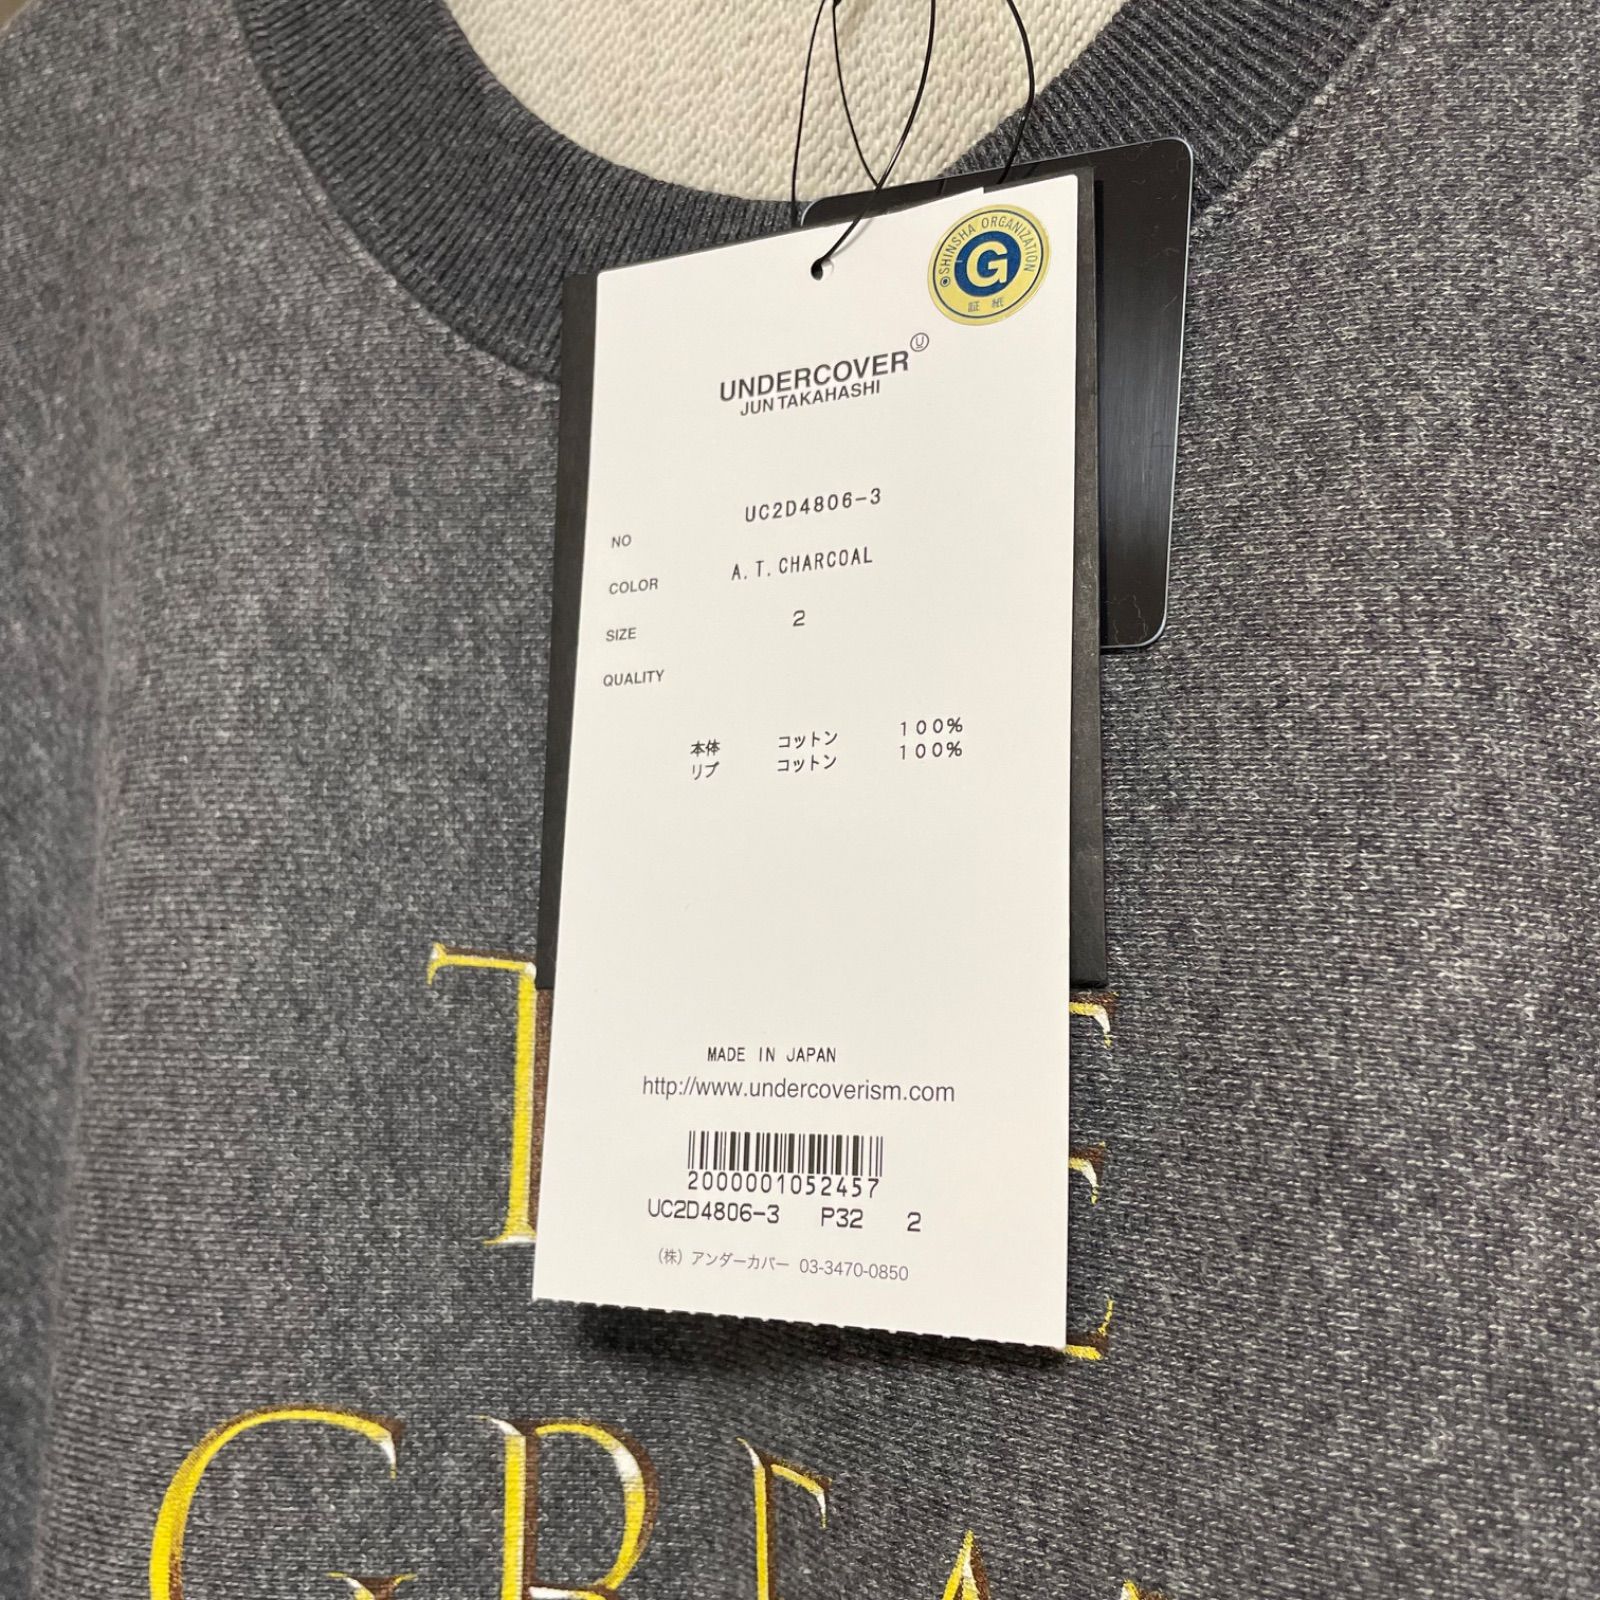 SHINSHA ORGANIZATION
G
証紙
UNDERCOVER Ⓤ
JUN TAKAHASHI
NO UC2D4806-3
COLOR A.T.CHARCOAL
SIZE 2
QUALITY
本体 コットン 100%
リブ コットン 100%
MADE IN JAPAN
http://www.undercoverism.com
2000001052457
UC2D4806-3 P32 2
(株) アンダーカバー 03-3470-0850